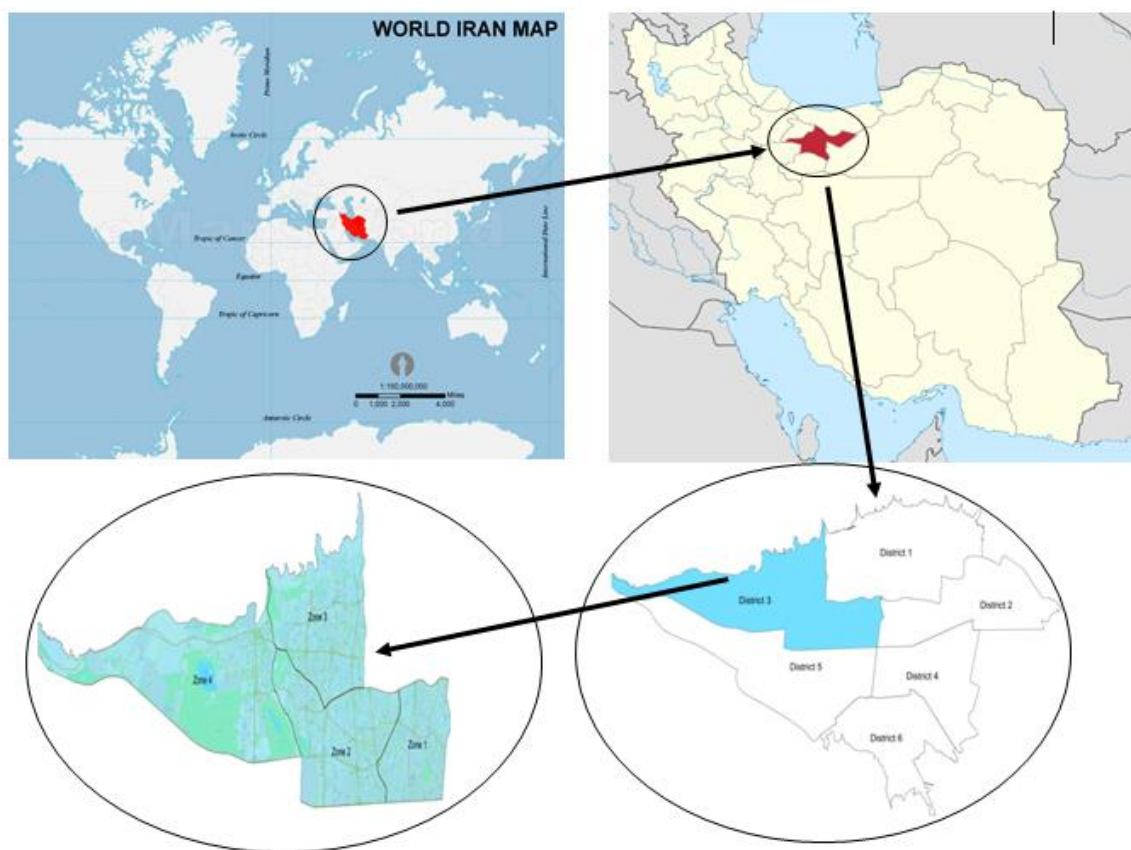 WORLD IRAN MAP
Prime Meridian
Arctic Circle
International Date Line
Tropic of Cancer
Equator
Tropic of Capricorn
1:150,000,000
Miles
0 1,000 2,000 4,000
Antarctic Circle
District 1
District 2
District 3
District 5
District 4
District 6
Zone 3
Zone 4
Zone 2
Zone 1